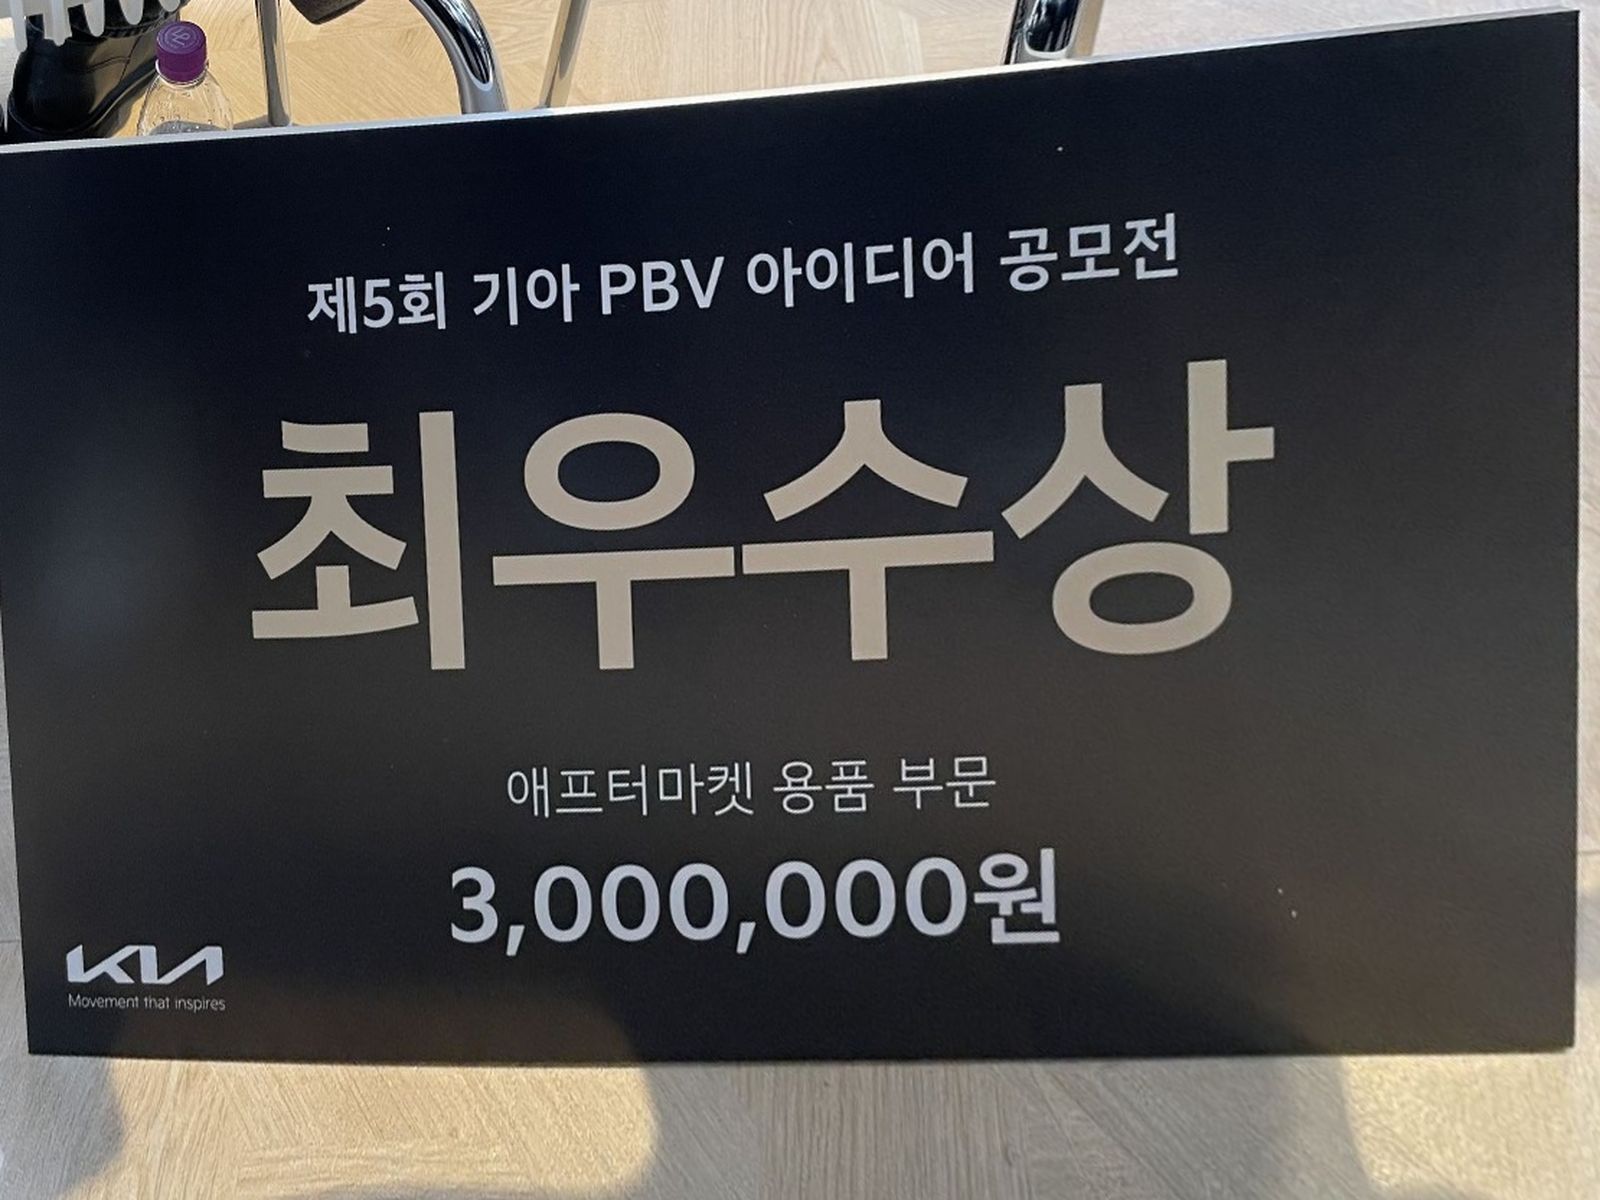 제5회 기아 PBV 아이디어 공모전
최우수상
애프터마켓 용품 부문
3,000,000원
KIA
Movement that inspires